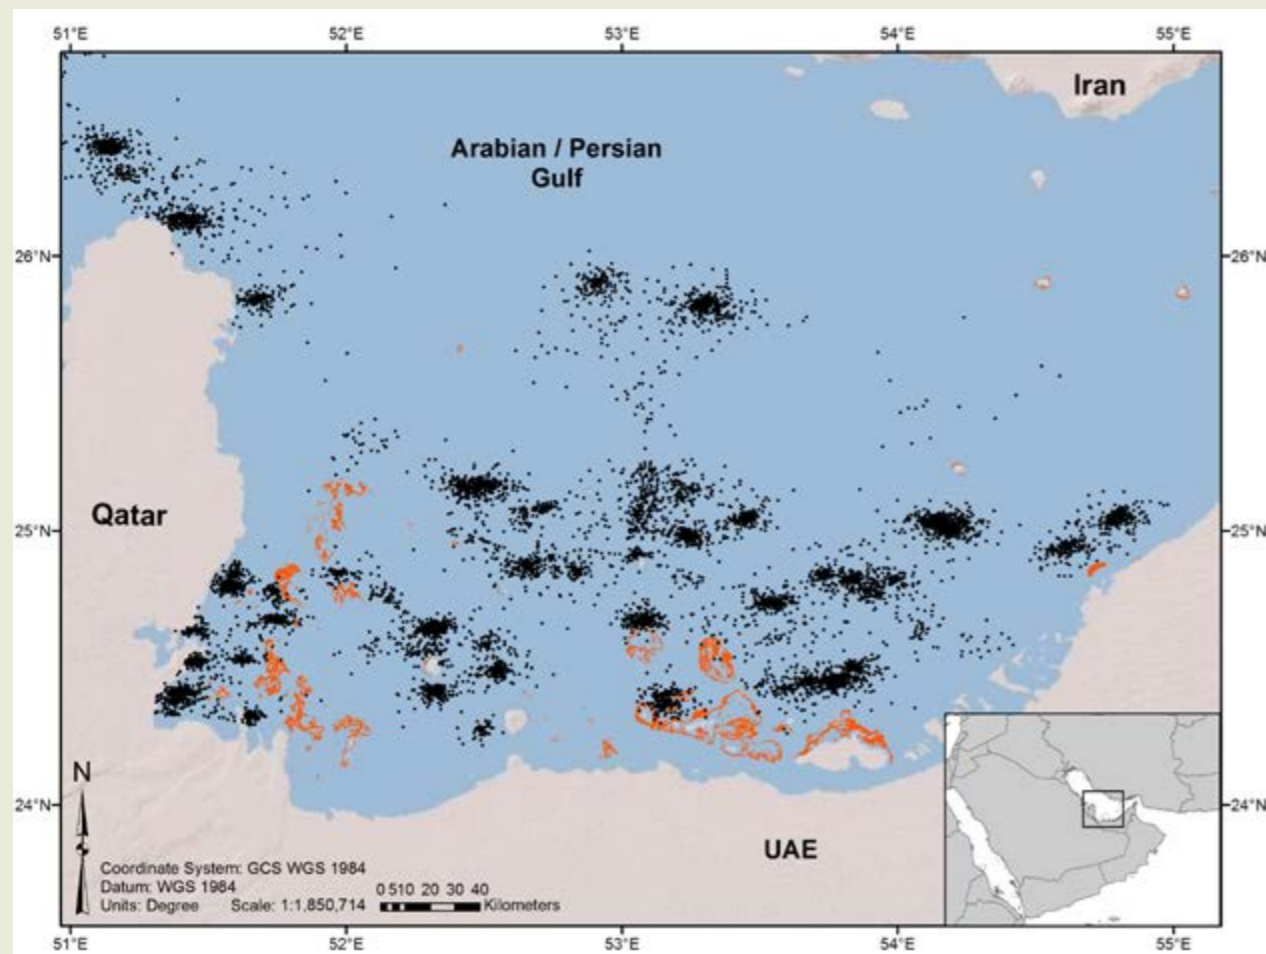 51°E 52°E 53°E 54°E 55°E
Iran
Arabian / Persian
Gulf
26°N 26°N
Qatar
25°N 25°N
N
24°N 24°N
UAE
Coordinate System: GCS WGS 1984
Datum: WGS 1984
Units: Degree Scale: 1:1,850,714
0 5 10 20 30 40
Kilometers
51°E 52°E 53°E 54°E 55°E